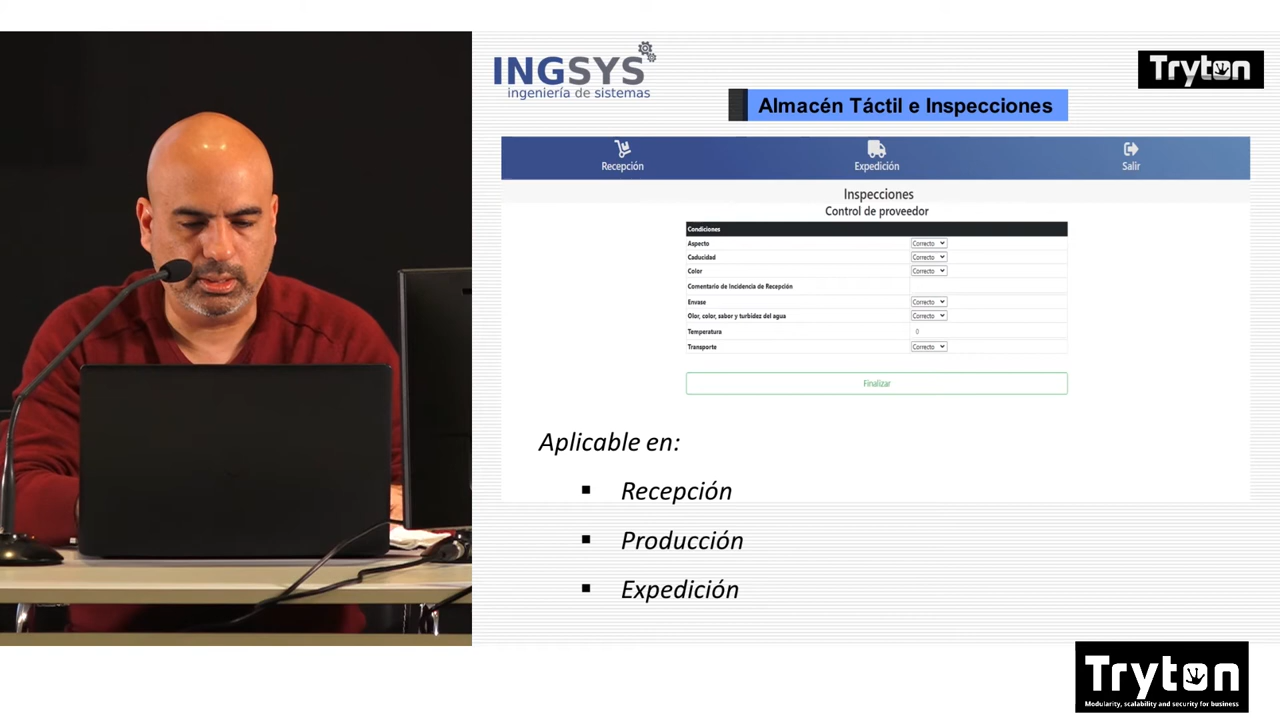 INGSYS
ingeniería de sistemas
Tryton
Almacén Táctil e Inspecciones
Recepción
Expedición
Salir
Inspecciones
Control de proveedor
Condiciones
Aspecto Correcto
Caducidad Correcto
Color Correcto
Comentario de Incidencia de Recepción
Envase Correcto
Olor, color, sabor y turbidez del agua Correcto
Temperatura 0
Transporte Correcto
Finalizar
Aplicable en:
▪ Recepción
▪ Producción
▪ Expedición
Tryton
Modularity, scalability and security for business